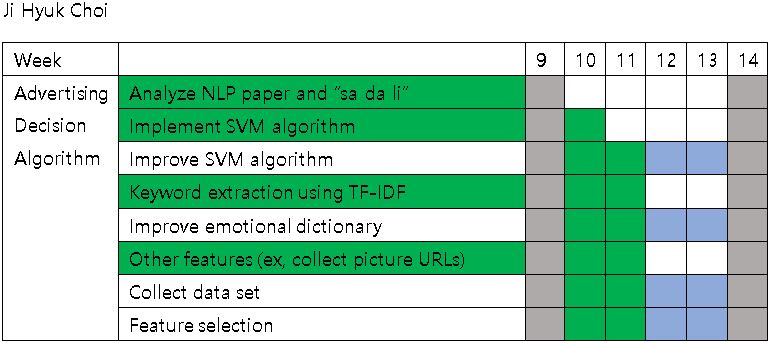 Ji Hyuk Choi
Week 9 10 11 12 13 14
Advertising Analyze NLP paper and “sa da li”
Decision Implement SVM algorithm
Algorithm Improve SVM algorithm
Keyword extraction using TF-IDF
Improve emotional dictionary
Other features (ex, collect picture URLs)
Collect data set
Feature selection